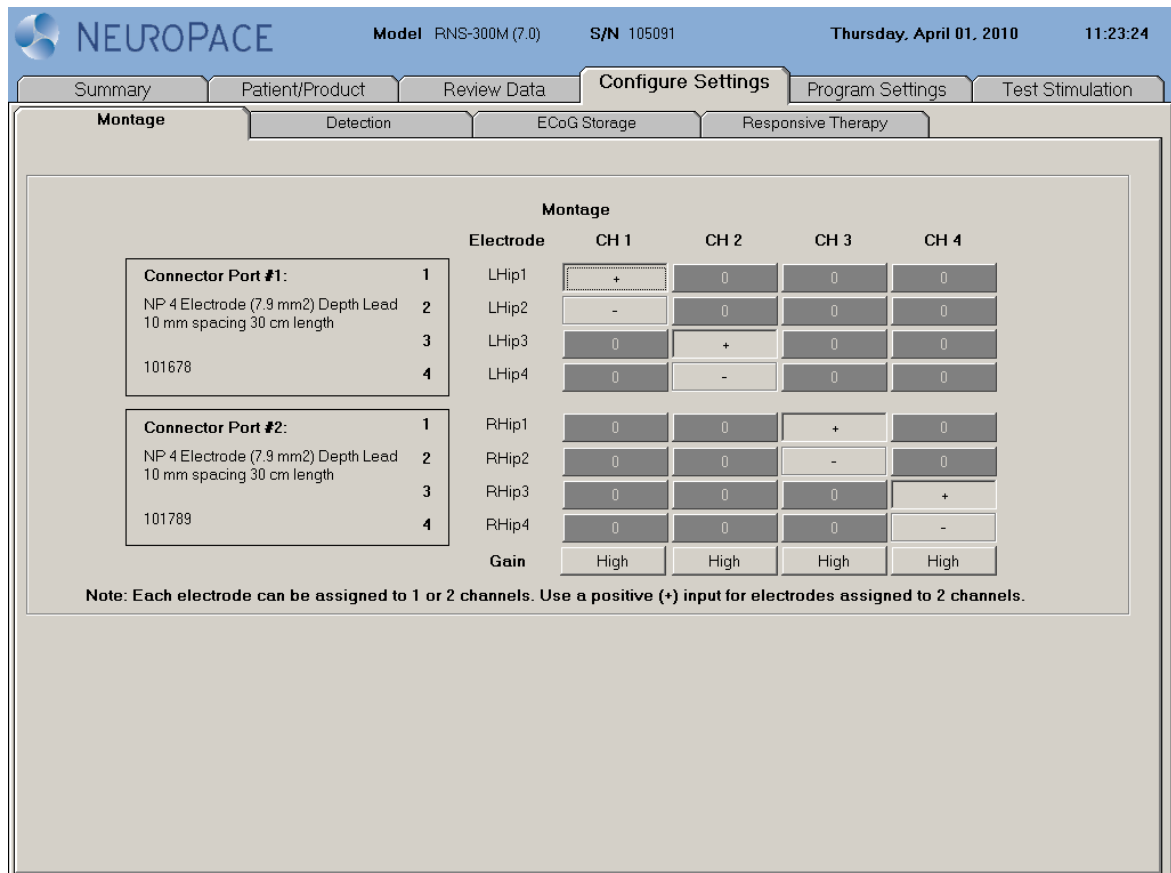 NEUROPACE Model RNS-300M (7.0) S/N 105091 Thursday, April 01, 2010 11:23:24
Summary Patient/Product Review Data Configure Settings Program Settings Test Stimulation
Montage Detection ECoG Storage Responsive Therapy
Montage
Electrode CH 1 CH 2 CH 3 CH 4
Connector Port #1: 1 LHip1 + 0 0 0
NP 4 Electrode (7.9 mm2) Depth Lead 2 LHip2 - 0 0 0
10 mm spacing 30 cm length
3 LHip3 0 + 0 0
101678 4 LHip4 0 - 0 0
Connector Port #2: 1 RHip1 0 0 + 0
NP 4 Electrode (7.9 mm2) Depth Lead 2 RHip2 0 0 - 0
10 mm spacing 30 cm length
3 RHip3 0 0 0 +
101789 4 RHip4 0 0 0 -
Gain High High High High
Note: Each electrode can be assigned to 1 or 2 channels. Use a positive (+) input for electrodes assigned to 2 channels.